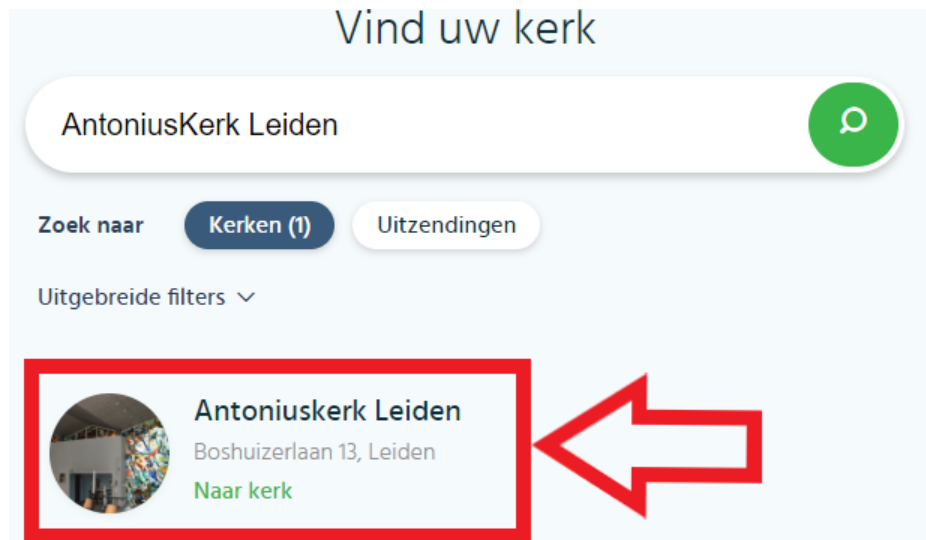 Vind uw kerk
AntoniusKerk Leiden
Zoek naar Kerken (1) Uitzendingen
Uitgebreide filters
Antoniuskerk Leiden
Boshuizerlaan 13, Leiden
Naar kerk